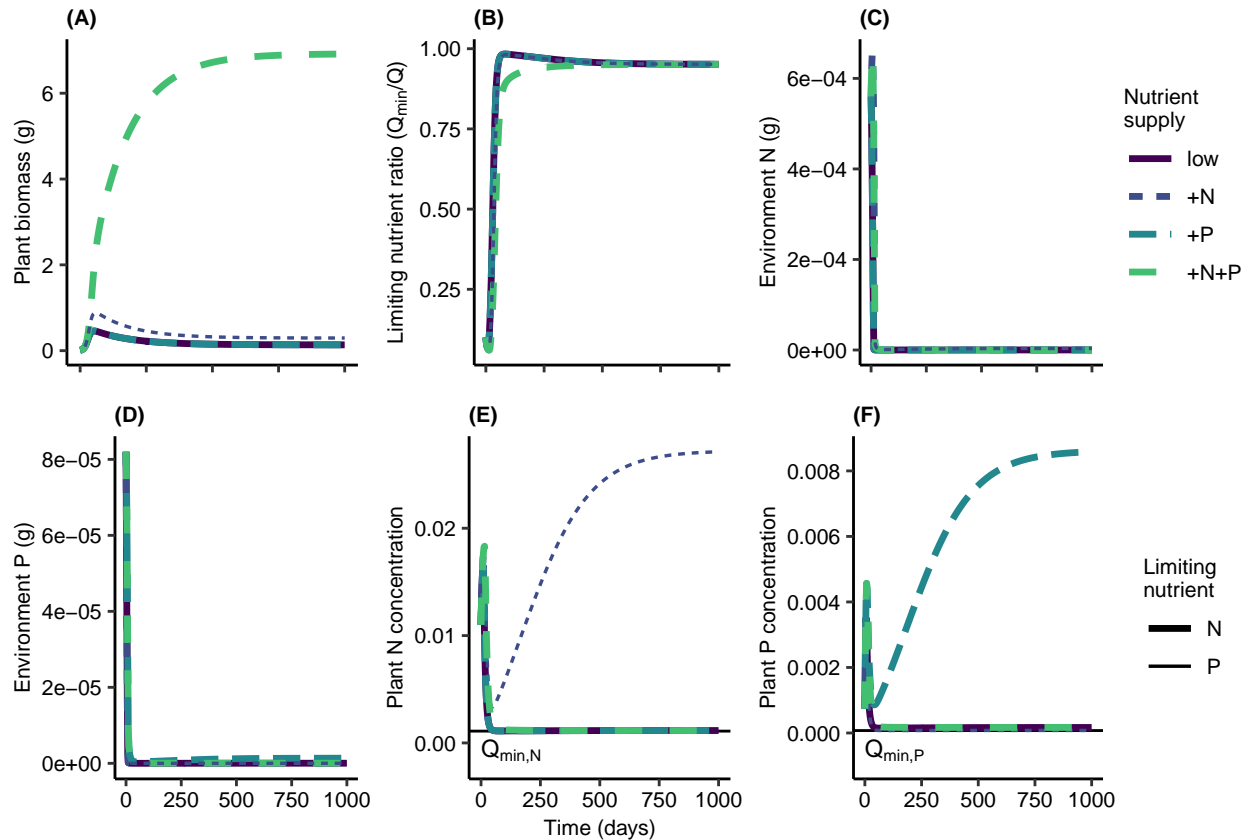 (A)
Plant biomass (g)
6
4
2
0
(B)
Limiting nutrient ratio (Qmin/Q)
1.00
0.75
0.50
0.25
(C)
Environment N (g)
6e−04
4e−04
2e−04
0e+00
Nutrient
supply
low
+N
+P
+N+P
(D)
Environment P (g)
8e−05
6e−05
4e−05
2e−05
0e+00
0 250 500 750 1000
(E)
Plant N concentration
0.02
0.01
0.00
Qmin,N
0 250 500 750 1000
Time (days)
(F)
Plant P concentration
0.008
0.006
0.004
0.002
0.000
Qmin,P
0 250 500 750 1000
Limiting
nutrient
N
P